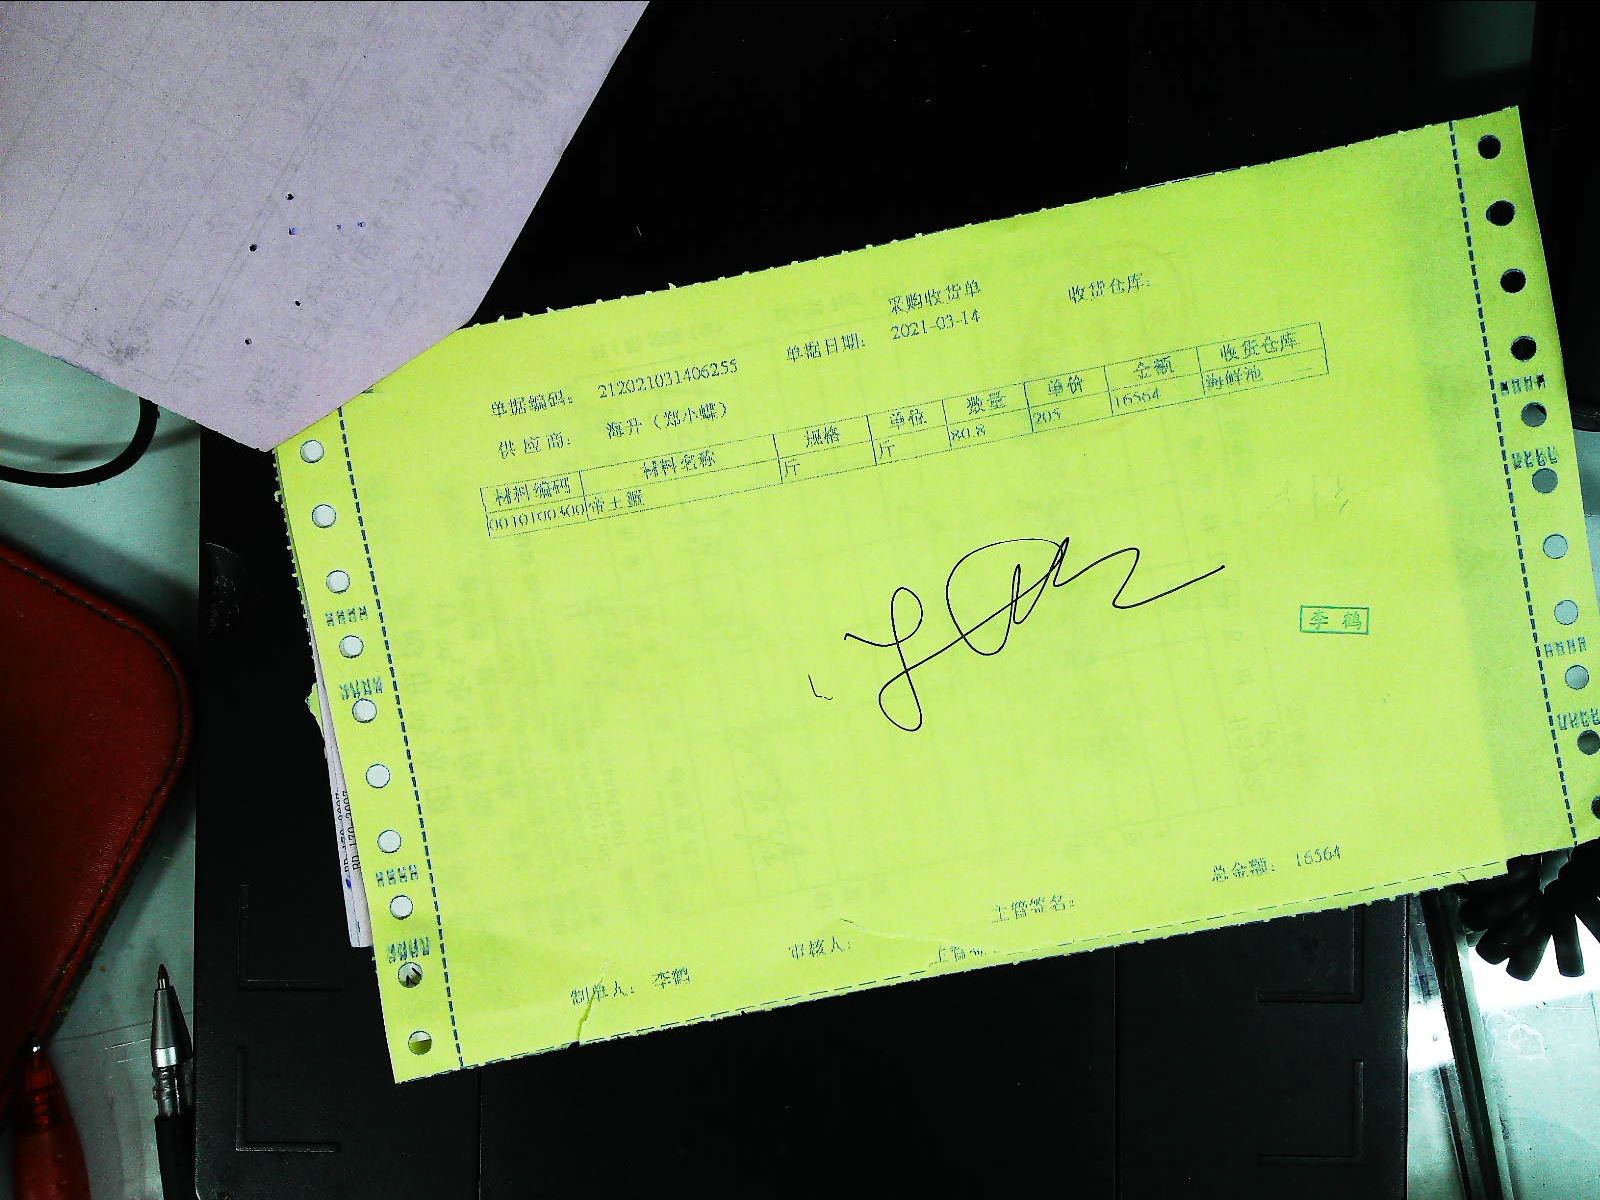 采购收货单
收货仓库:
单据编码: 212021031406255
单据日期: 2021-03-14
供 应 商: 海升（郑小蝶）
材料编码 材料名称 规格 单位 数量 单价 金额 收货仓库
0010100300 帝王蟹 斤 斤 80.8 205 16564 海鲜池
李 鹤
总金额: 16564
主管签名:
审核人:
制单人: 李鹤